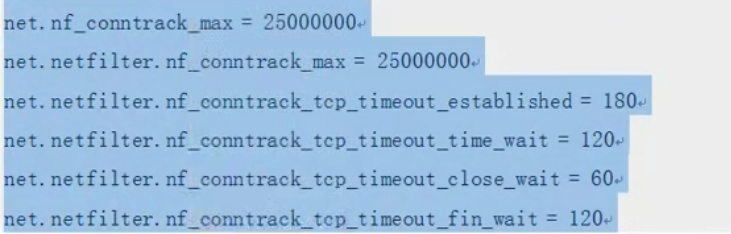 net.nf_conntrack_max = 25000000
net.netfilter.nf_conntrack_max = 25000000
net.netfilter.nf_conntrack_tcp_timeout_established = 180
net.netfilter.nf_conntrack_tcp_timeout_time_wait = 120
net.netfilter.nf_conntrack_tcp_timeout_close_wait = 60
net.netfilter.nf_conntrack_tcp_timeout_fin_wait = 120